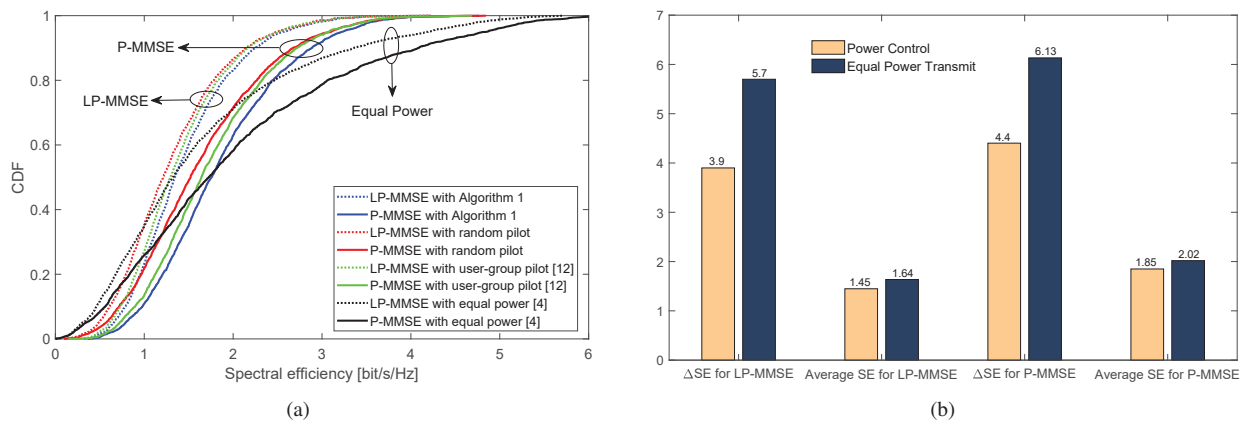 1
0.8
0.6
0.4
0.2
0
CDF
P-MMSE
LP-MMSE
Equal Power
LP-MMSE with Algorithm 1
P-MMSE with Algorithm 1
LP-MMSE with random pilot
P-MMSE with random pilot
LP-MMSE with user-group pilot [12]
P-MMSE with user-group pilot [12]
LP-MMSE with equal power [4]
P-MMSE with equal power [4]
0 1 2 3 4 5 6
Spectral efficiency [bit/s/Hz]
(a)
7
6
5
4
3
2
1
0
Power Control
Equal Power Transmit
3.9
5.7
1.45
1.64
4.4
6.13
1.85
2.02
ΔSE for LP-MMSE Average SE for LP-MMSE ΔSE for P-MMSE Average SE for P-MMSE
(b)